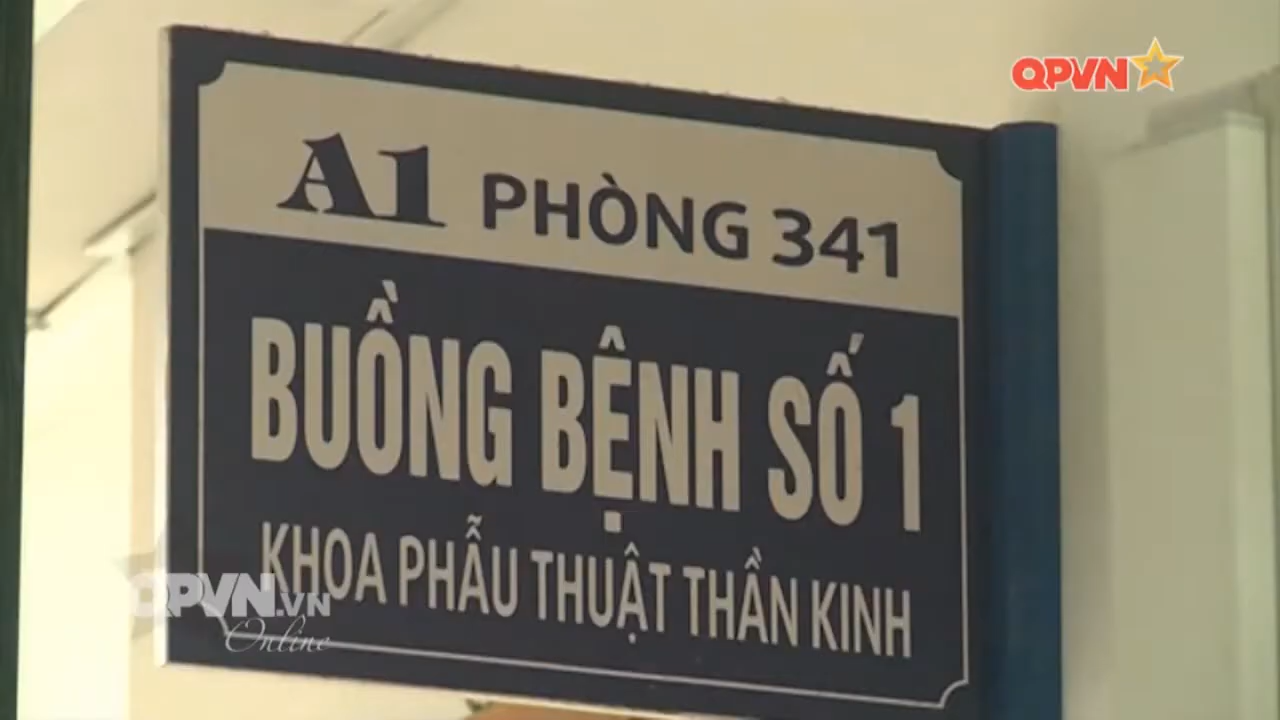 QPVN
A1 PHÒNG 341
BUỒNG BỆNH SỐ 1
KHOA PHẪU THUẬT THẦN KINH
QPVN.VN
Online